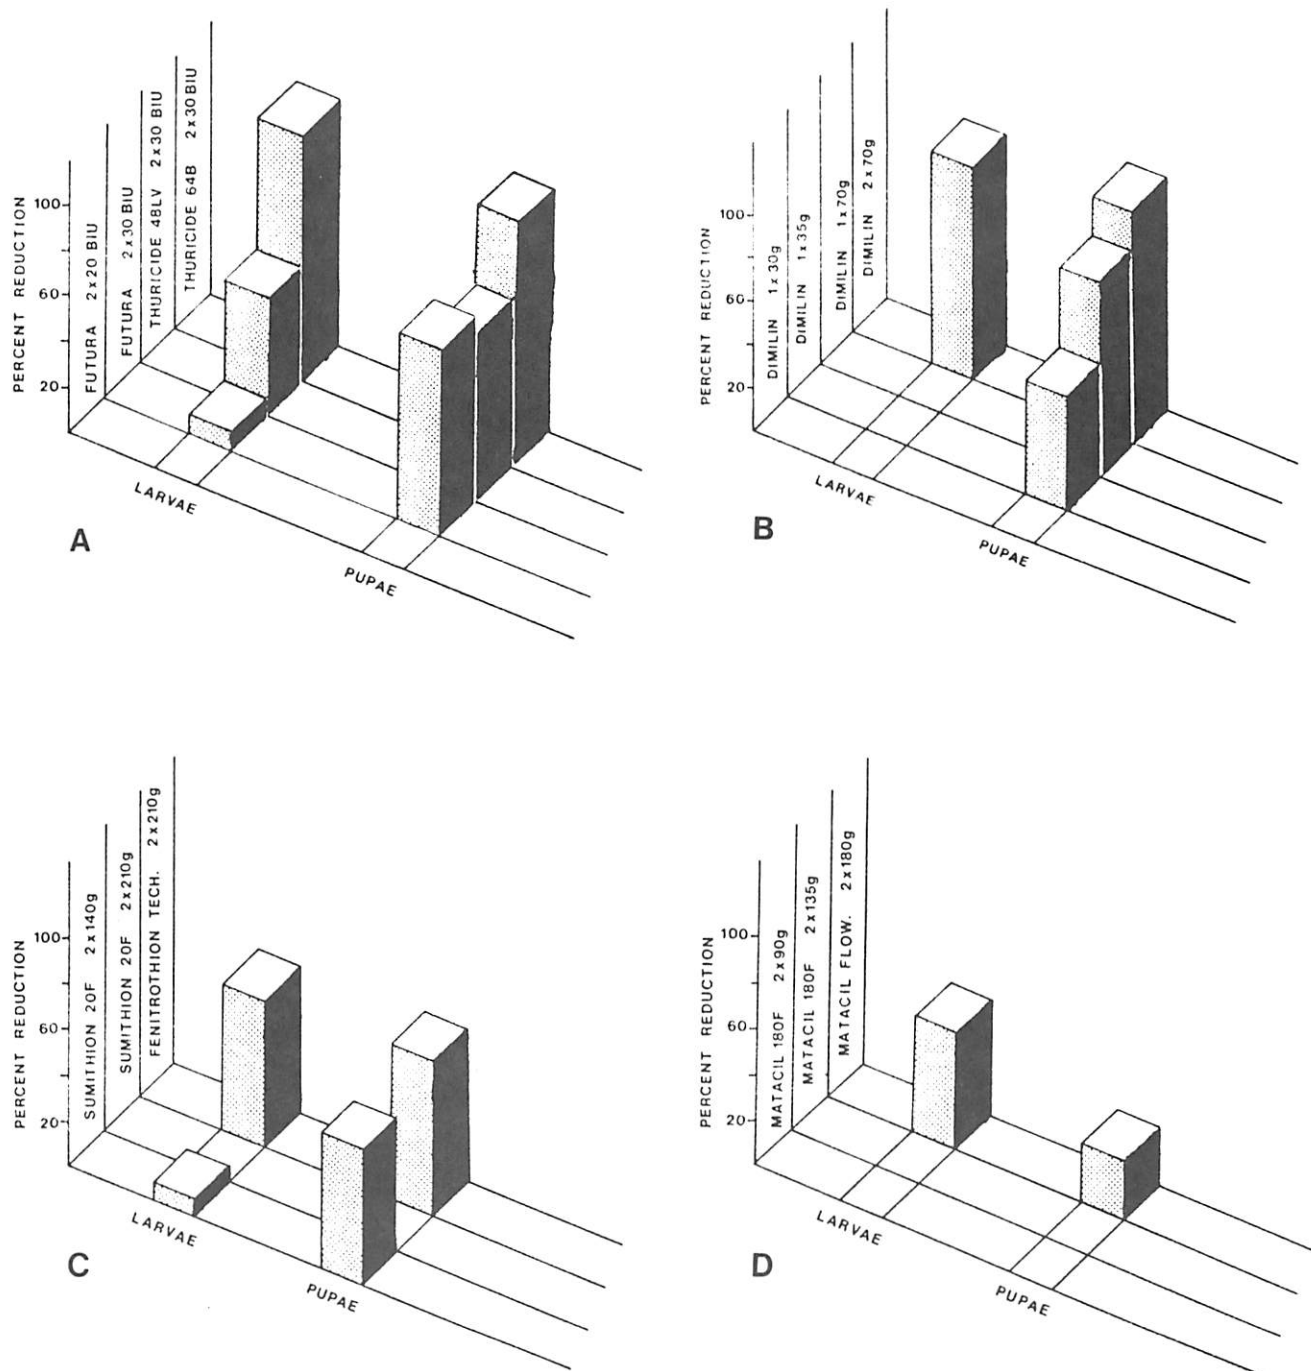 PERCENT REDUCTION
100
60
20
FUTURA 2x20 BIU
FUTURA 2x30 BIU
THURICIDE 48LV 2x30 BIU
THURICIDE 64B 2x30 BIU
LARVAE
PUPAE
A
PERCENT REDUCTION
100
60
20
DIMILIN 1x30g
DIMILIN 1x35g
DIMILIN 1x70g
DIMILIN 2x70g
LARVAE
PUPAE
B
PERCENT REDUCTION
100
60
20
SUMITHION 20F 2x140g
SUMITHION 20F 2x210g
FENITROTHION TECH. 2x210g
LARVAE
PUPAE
C
PERCENT REDUCTION
100
60
20
MATACIL 180F 2x90g
MATACIL 180F 2x135g
MATACIL FLOW. 2x180g
LARVAE
PUPAE
D